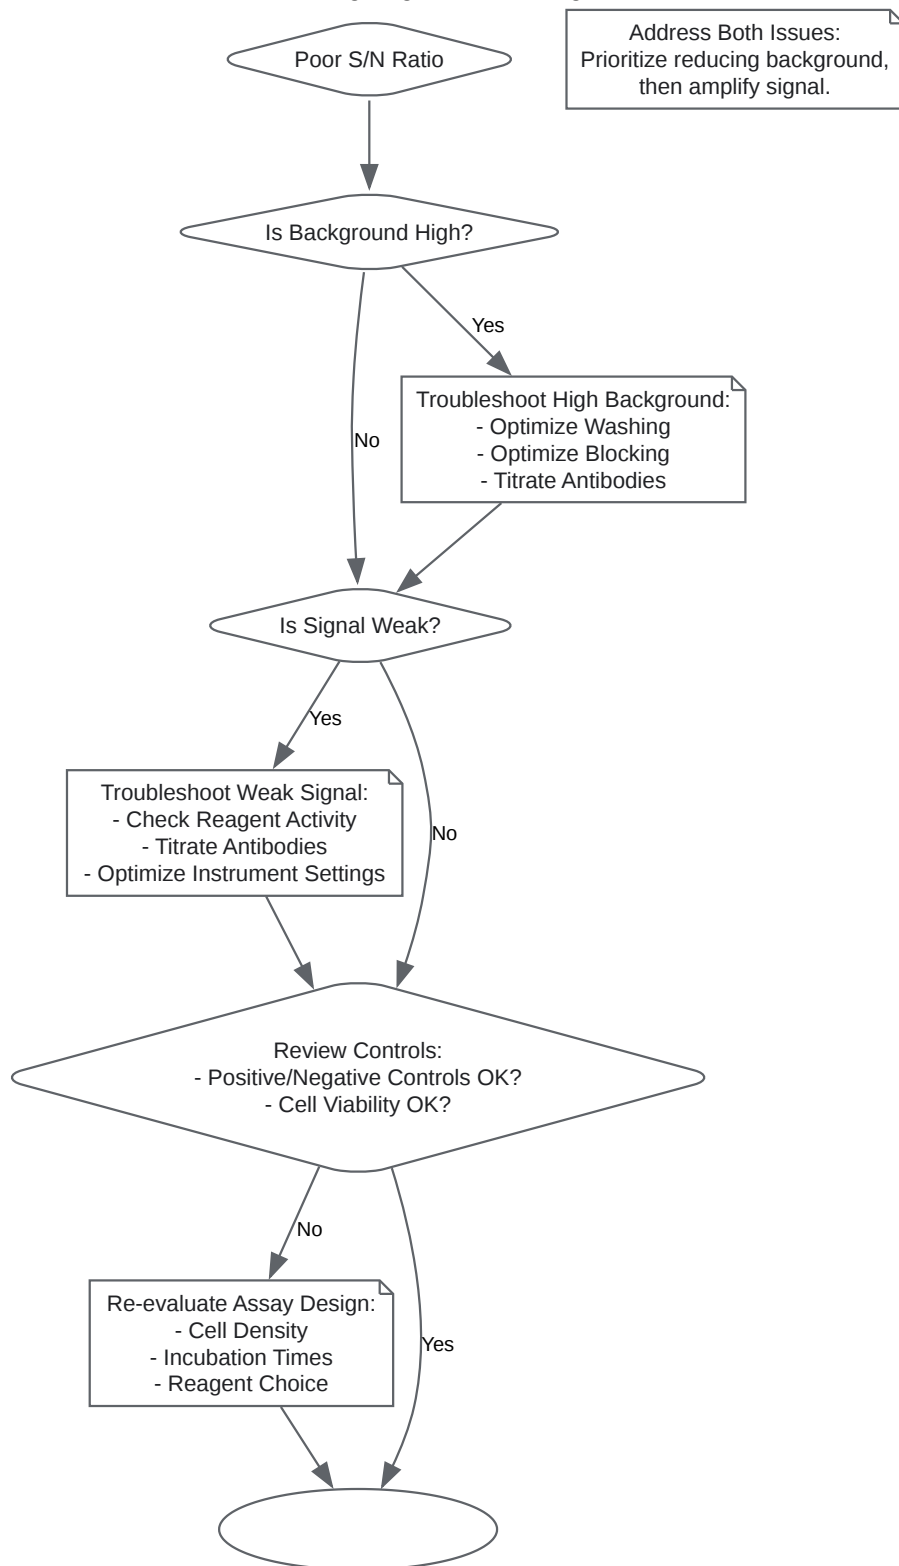 Poor S/N Ratio
Address Both Issues:
Prioritize reducing background,
then amplify signal.
Is Background High?
Yes
Troubleshoot High Background:
- Optimize Washing
- Optimize Blocking
- Titrate Antibodies
No
Is Signal Weak?
Yes
Troubleshoot Weak Signal:
- Check Reagent Activity
- Titrate Antibodies
- Optimize Instrument Settings
No
Review Controls:
- Positive/Negative Controls OK?
- Cell Viability OK?
No
Re-evaluate Assay Design:
- Cell Density
- Incubation Times
- Reagent Choice
Yes